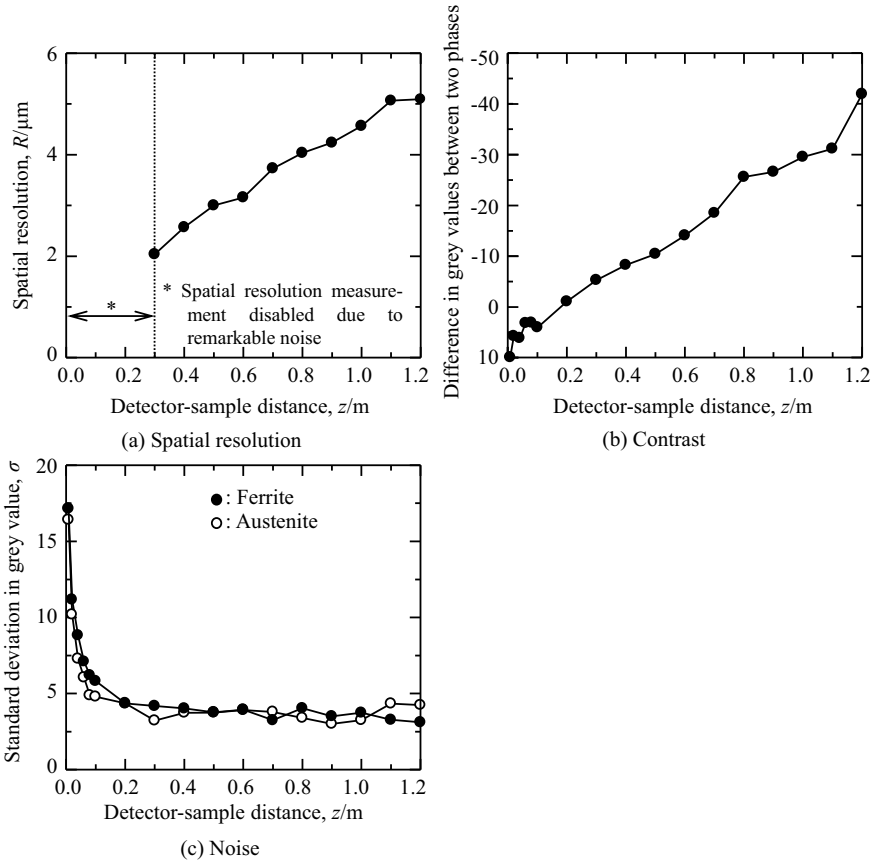 6
4
2
0
0.0 0.2 0.4 0.6 0.8 1.0 1.2
Spatial resolution, R/µm
* Spatial resolution measure-
ment disabled due to
remarkable noise
*
Detector-sample distance, z/m
(a) Spatial resolution
-50
-40
-30
-20
-10
0
10
0.0 0.2 0.4 0.6 0.8 1.0 1.2
Difference in grey values between two phases
Detector-sample distance, z/m
(b) Contrast
20
15
10
5
0
0.0 0.2 0.4 0.6 0.8 1.0 1.2
Standard deviation in grey value, σ
: Ferrite
: Austenite
Detector-sample distance, z/m
(c) Noise